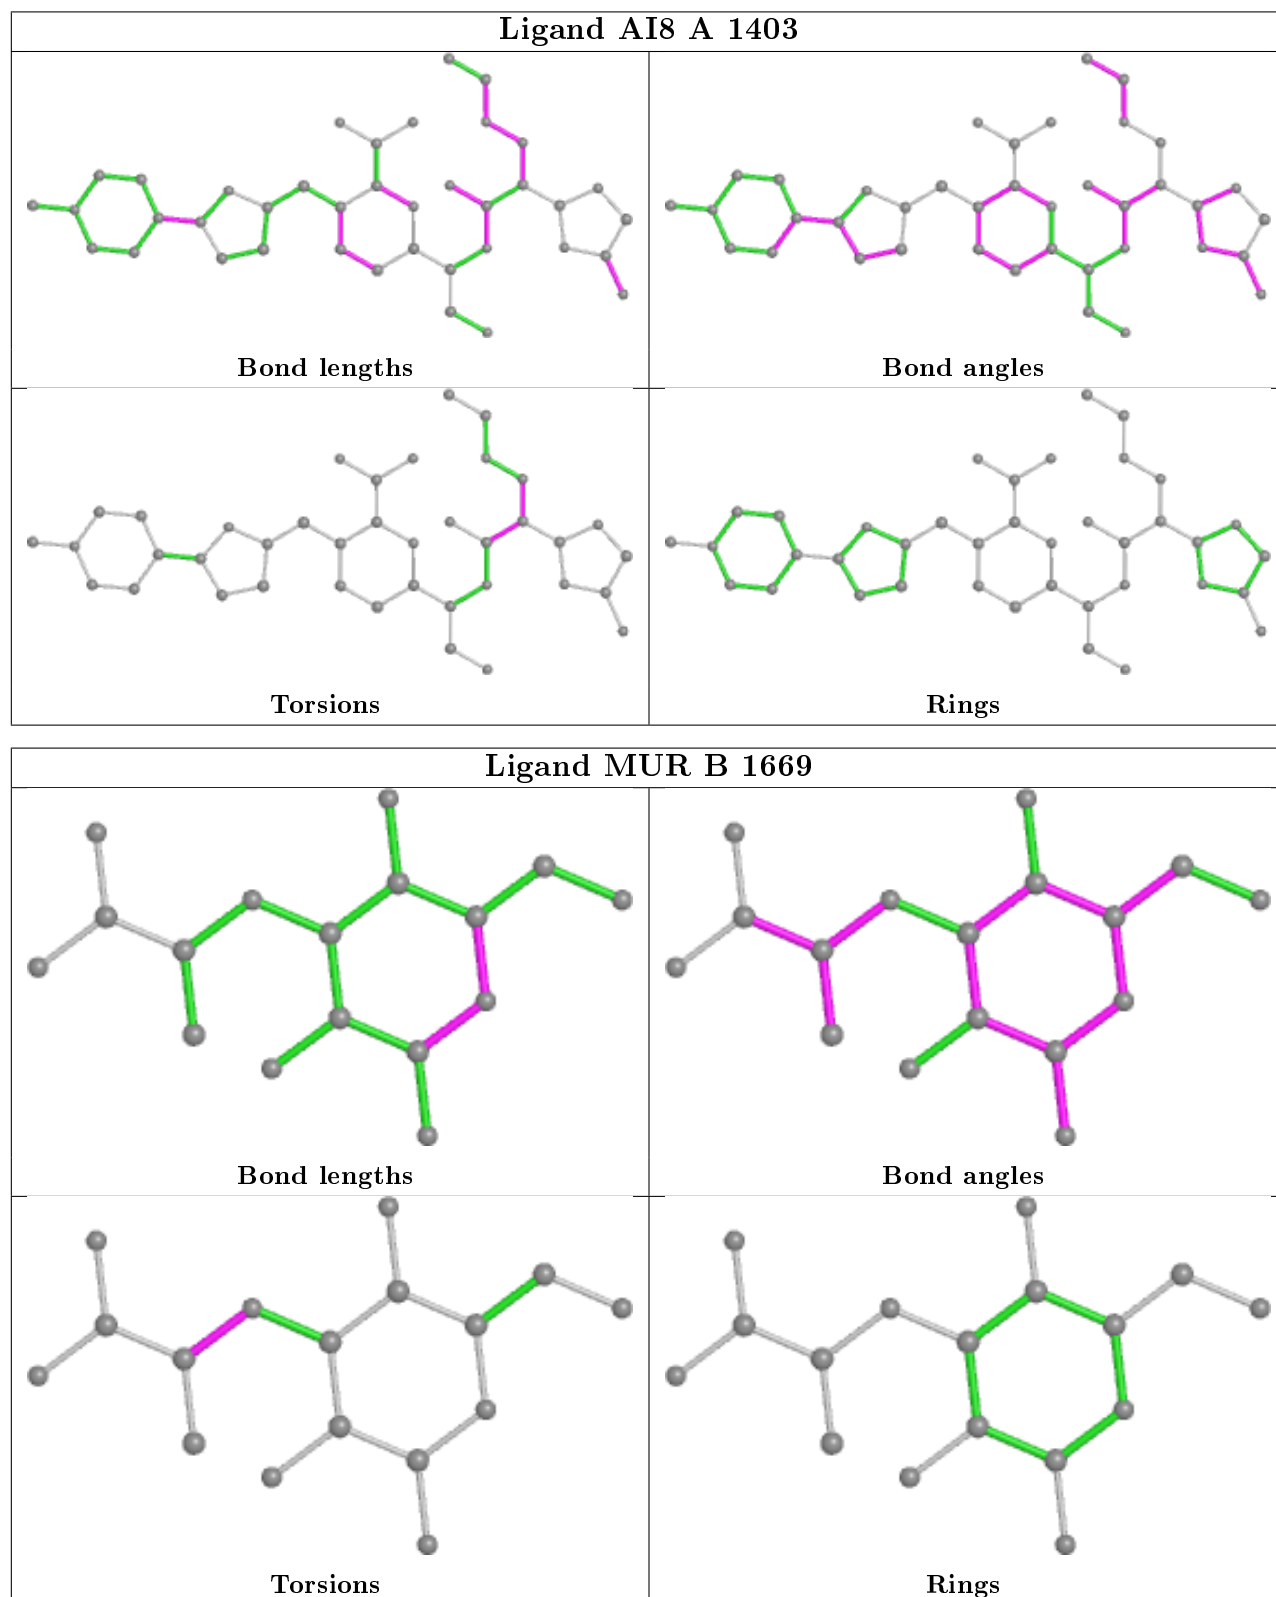 Ligand AI8 A 1403
Bond lengths
Bond angles
Torsions
Rings
Ligand MUR B 1669
Bond lengths
Bond angles
Torsions
Rings